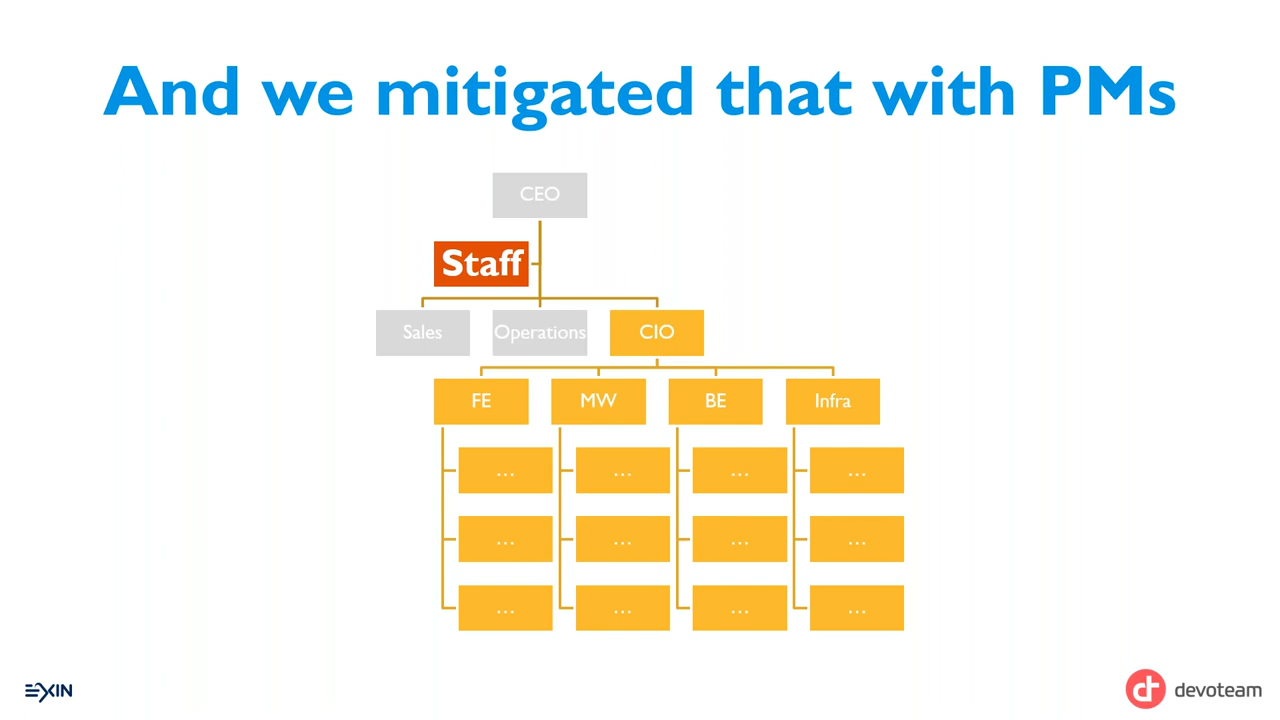 And we mitigated that with PMs
CEO
Staff
Sales
Operations
CIO
FE
MW
BE
Infra
...
...
...
...
...
...
...
...
...
...
...
...
EXIN
devoteam